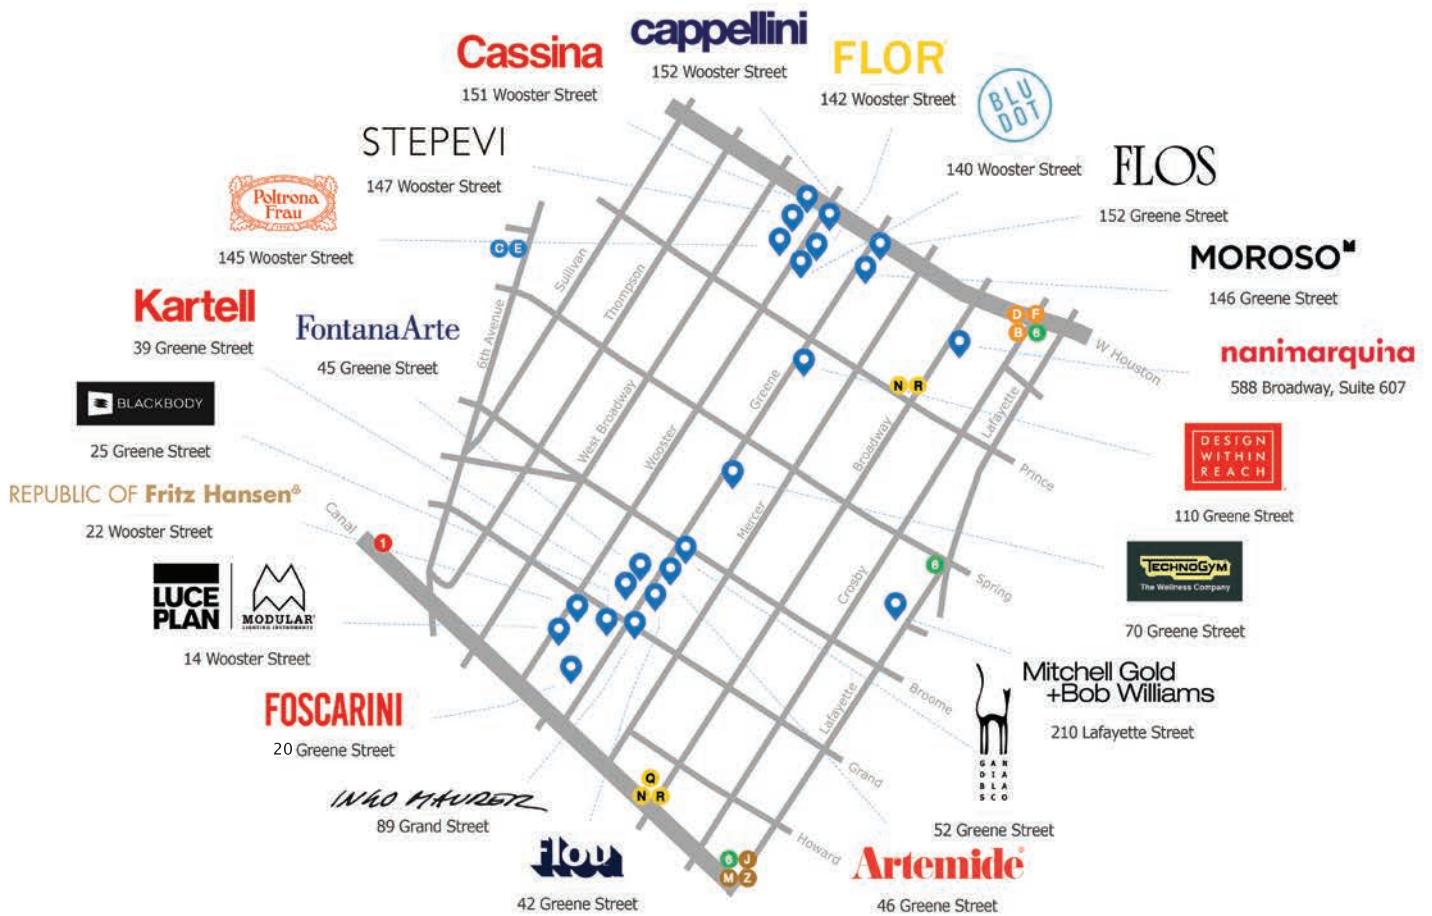 cappellini
152 Wooster Street
Cassina
151 Wooster Street
FLOR
142 Wooster Street
BLU
DOT
140 Wooster Street
STEPEVI
147 Wooster Street
FLOS
152 Greene Street
Poltrona
Frau
145 Wooster Street
MOROSO
146 Greene Street
Kartell
39 Greene Street
FontanaArte
45 Greene Street
nanimarquina
588 Broadway, Suite 607
BLACKBODY
25 Greene Street
DESIGN
WITHIN
REACH
110 Greene Street
REPUBLIC OF Fritz Hansen®
22 Wooster Street
TECHNOGYM
The Wellness Company
70 Greene Street
LUCE
PLAN
MODULAR
LIGHTING INSTRUMENTS
14 Wooster Street
Mitchell Gold
+Bob Williams
210 Lafayette Street
FOSCARINI
20 Greene Street
GAN
DIA
BLA
SCO
52 Greene Street
INGO MAURER
89 Grand Street
flou
42 Greene Street
Artemide®
46 Greene Street
C E
6th Avenue
Sullivan
Thompson
West Broadway
Wooster
Greene
Mercer
Broadway
Crosby
Lafayette
Lafayette
W Houston
Prince
Spring
Broome
Grand
Howard
Canal
D F
B 6
N R
6
1
Q
N R
6 J
M Z